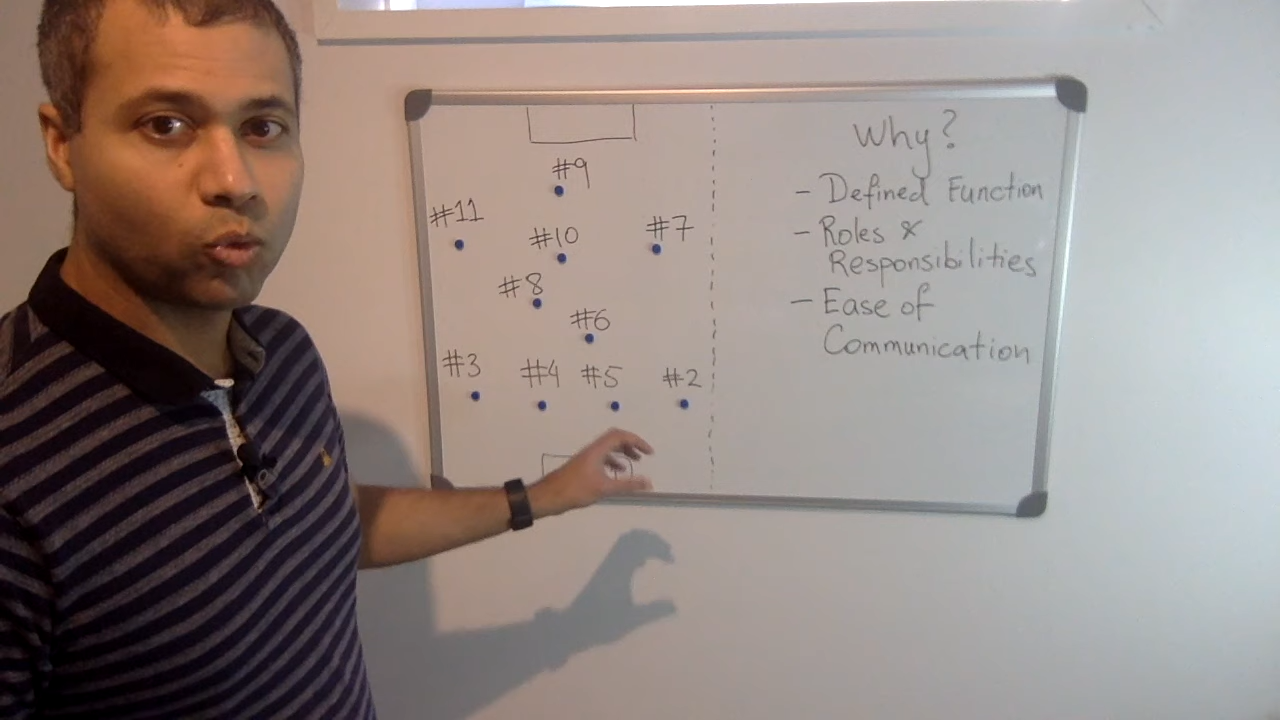 #9
#11
#10
#7
#8
#6
#3
#4
#5
#2
Why?
- Defined Function
- Roles &
Responsibilities
- Ease of
Communication